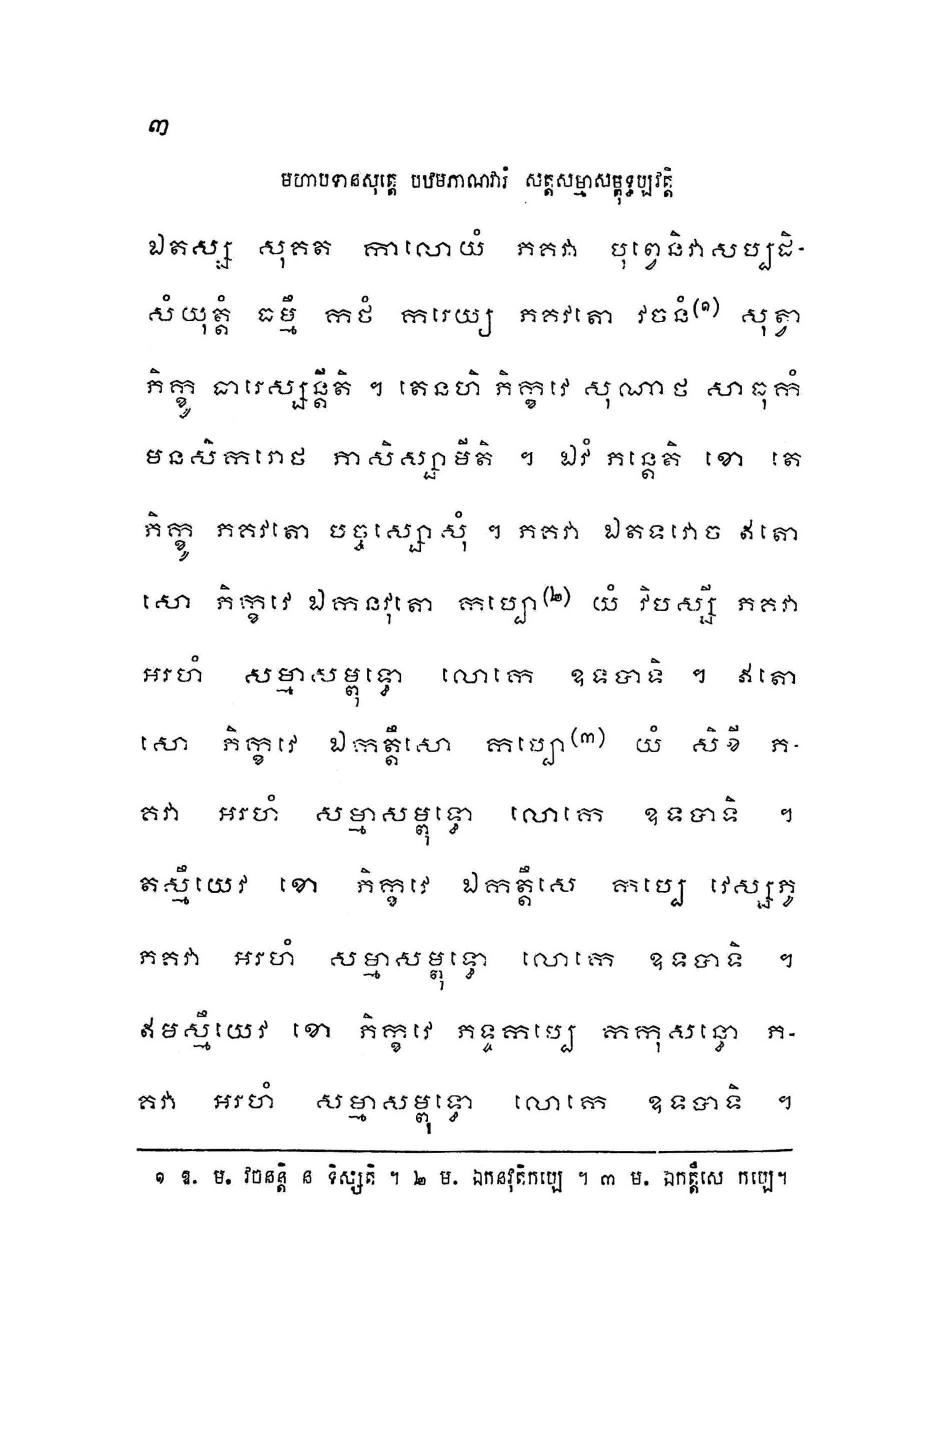 ៣
មហាបទានសុត្តេ បឋមភាណវារំ សត្តសម្មាសម្ពុទ្ធប្បវត្តិ
ឯតស្ស សុគត កាលោយំ ភគវា បុព្វេនិវាសប្បដិ-
សំយុត្តំ ធម្មឹ កថំ ករេយ្យ ភគវតោ វចនំ(១) សុត្វា
ភិក្ខូ ធារេស្សន្តីតិ ។ តេនហិ ភិក្ខវេ សុណាថ សាធុកំ
មនសិករោថ ភាសិស្សាមីតិ ។ ឯវំ ភន្តេតិ ខោ តេ
ភិក្ខូ ភគវតោ បច្ចស្សោសុំ ។ ភគវា ឯតទវោច ឥតោ
សោ ភិក្ខវេ ឯកនវុតោ កប្បោ(២) យំ វិបស្សី ភគវា
អរហំ សម្មាសម្ពុទ្ធោ លោកេ ឧទបាទិ ។ ឥតោ
សោ ភិក្ខវេ ឯកត្តឹសោ កប្បោ(៣) យំ សិខី ភ-
គវា អរហំ សម្មាសម្ពុទ្ធោ លោកេ ឧទបាទិ ។
តស្មឹយេវ ខោ ភិក្ខវេ ឯកត្តឹសេ កប្បេ វេស្សភូ
ភគវា អរហំ សម្មាសម្ពុទ្ធោ លោកេ ឧទបាទិ ។
ឥមស្មឹយេវ ខោ ភិក្ខវេ ភទ្ទកប្បេ កកុសន្ធោ ភ-
គវា អរហំ សម្មាសម្ពុទ្ធោ លោកេ ឧទបាទិ ។
១ ឱ. ម. វចនន្តិ ន ទិស្សតិ ។ ២ ម. ឯកនវុតិកប្បេ ។ ៣ ម. ឯកត្តឹសេ កប្បេ។